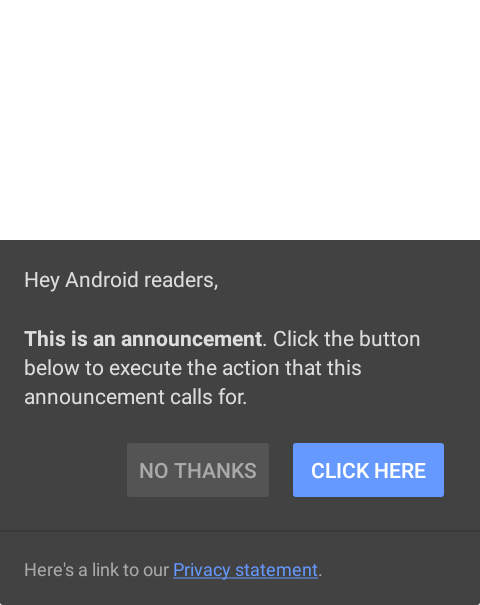 Hey Android readers,
This is an announcement. Click the button
below to execute the action that this
announcement calls for.
NO THANKS
CLICK HERE
Here's a link to our Privacy statement.